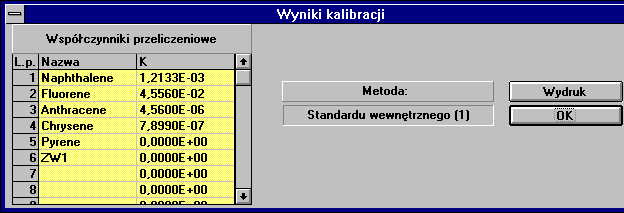 Wyniki kalibracji
Współczynniki przeliczeniowe
L.p. Nazwa K
1 Naphthalene 1,2133E-03
2 Fluorene 4,5560E-02
3 Anthracene 4,5600E-06
4 Chrysene 7,8990E-07
5 Pyrene 0,0000E+00
6 ZW1 0,0000E+00
7 0,0000E+00
8 0,0000E+00
Metoda:
Standardu wewnętrznego (1)
Wydruk
OK